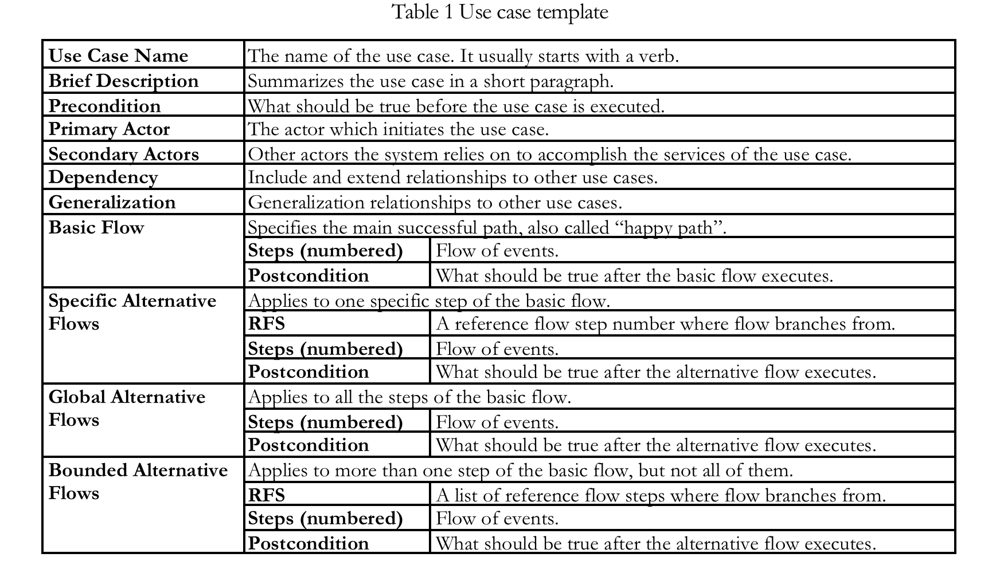 Table 1 Use case template
Use Case Name The name of the use case. It usually starts with a verb.
Brief Description Summarizes the use case in a short paragraph.
Precondition What should be true before the use case is executed.
Primary Actor The actor which initiates the use case.
Secondary Actors Other actors the system relies on to accomplish the services of the use case.
Dependency Include and extend relationships to other use cases.
Generalization Generalization relationships to other use cases.
Basic Flow Specifies the main successful path, also called “happy path”.
Steps (numbered) Flow of events.
Postcondition What should be true after the basic flow executes.
Specific Alternative Flows Applies to one specific step of the basic flow.
RFS A reference flow step number where flow branches from.
Steps (numbered) Flow of events.
Postcondition What should be true after the alternative flow executes.
Global Alternative Flows Applies to all the steps of the basic flow.
Steps (numbered) Flow of events.
Postcondition What should be true after the alternative flow executes.
Bounded Alternative Flows Applies to more than one step of the basic flow, but not all of them.
RFS A list of reference flow steps where flow branches from.
Steps (numbered) Flow of events.
Postcondition What should be true after the alternative flow executes.